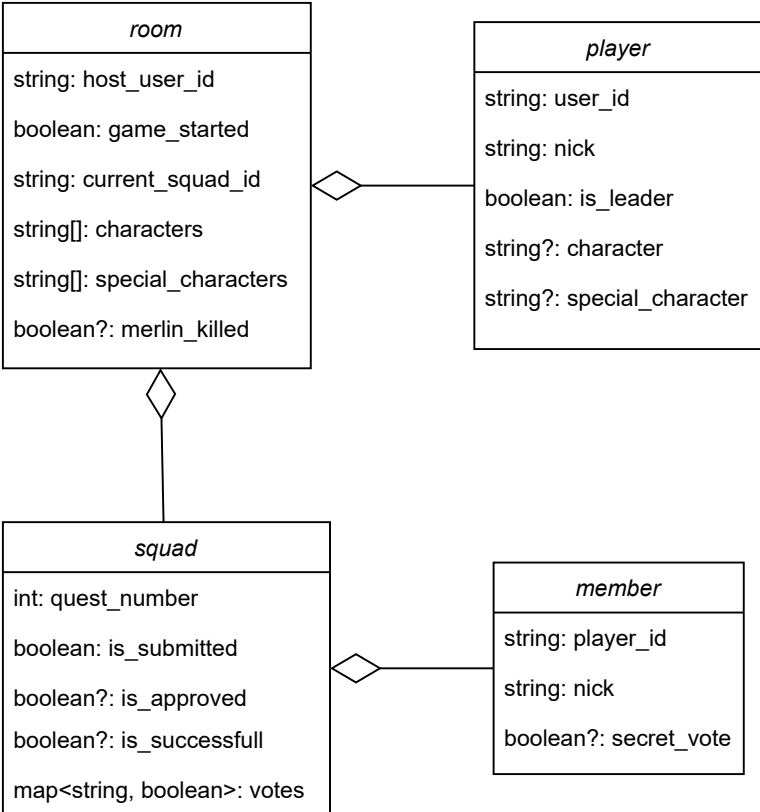 room
string: host_user_id
boolean: game_started
string: current_squad_id
string[]: characters
string[]: special_characters
boolean?: merlin_killed
player
string: user_id
string: nick
boolean: is_leader
string?: character
string?: special_character
squad
int: quest_number
boolean: is_submitted
boolean?: is_approved
boolean?: is_successfull
map<string, boolean>: votes
member
string: player_id
string: nick
boolean?: secret_vote